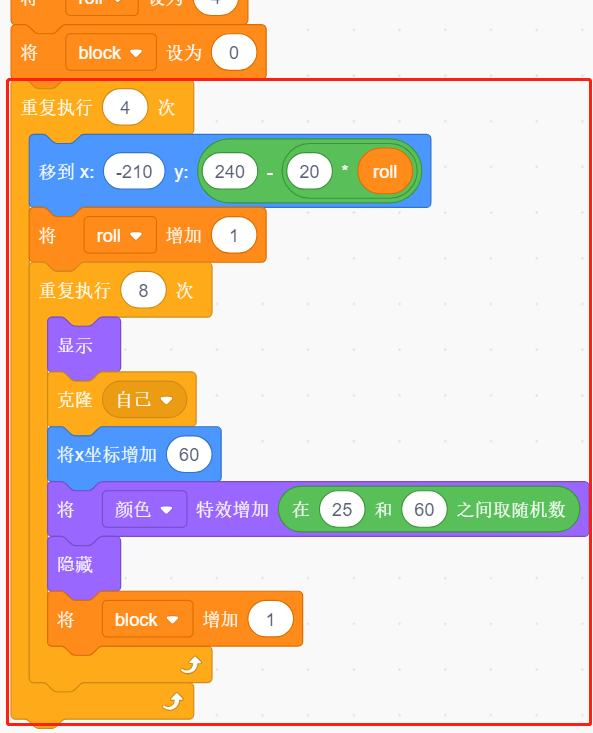 将 roll 设为 4
将 block 设为 0
重复执行 4 次
移到 x: -210 y: 240 - 20 * roll
将 roll 增加 1
重复执行 8 次
显示
克隆 自己
将x坐标增加 60
将 颜色 特效增加 在 25 和 60 之间取随机数
隐藏
将 block 增加 1